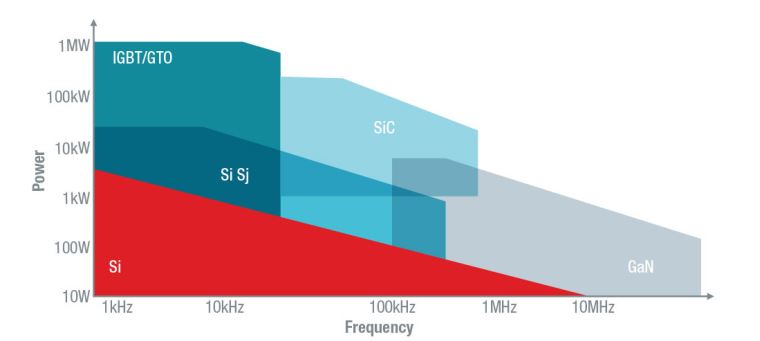 1MW
IGBT/GTO
100kW
SiC
10kW
Si Sj
Power
1kW
100W
Si
GaN
10W
1kHz 10kHz 100kHz 1MHz 10MHz
Frequency